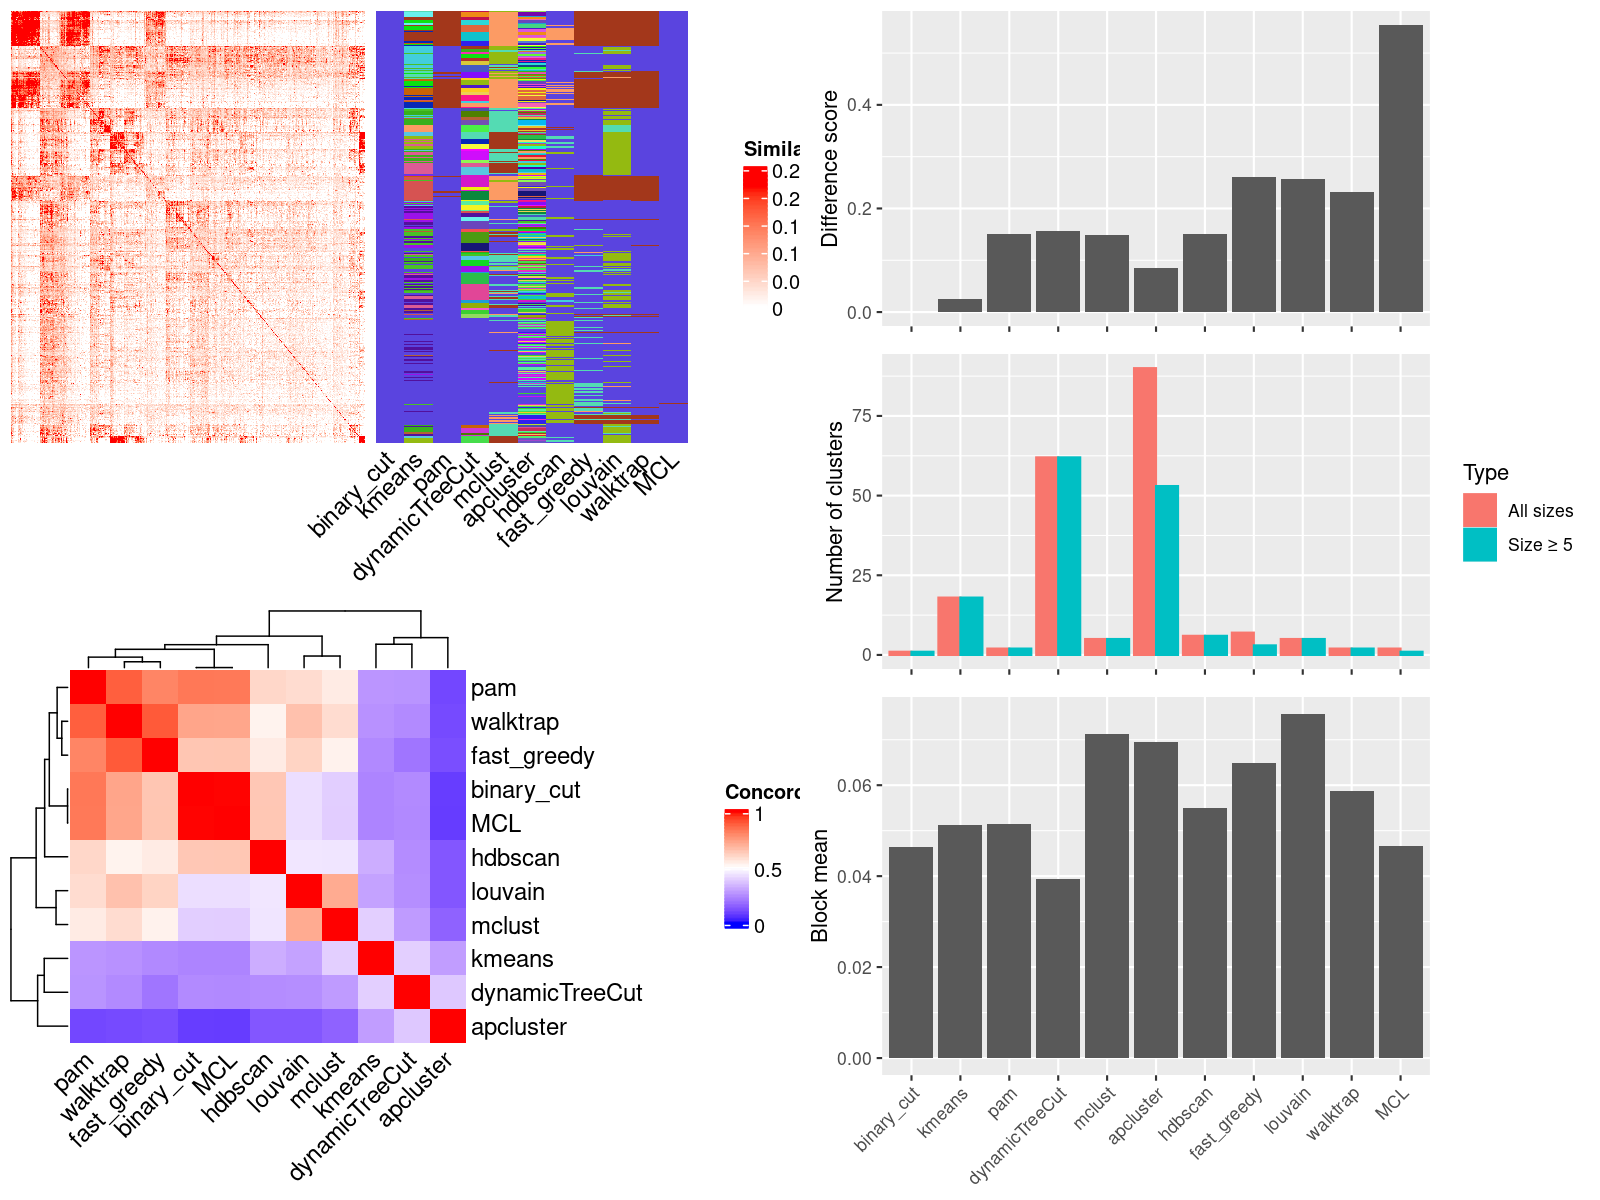 Simila
0.2
0.2
0.1
0.1
0.0
0
binary_cut
kmeans
pam
dynamicTreeCut
mclust
apcluster
hdbscan
fast_greedy
louvain
walktrap
MCL
pam
walktrap
fast_greedy
binary_cut
MCL
hdbscan
louvain
mclust
kmeans
dynamicTreeCut
apcluster
pam
walktrap
fast_greedy
binary_cut
MCL
hdbscan
louvain
mclust
kmeans
dynamicTreeCut
apcluster
Concor
1
0.5
0
Difference score
0.4
0.2
0.0
Number of clusters
75
50
25
0
Type
All sizes
Size ≥ 5
Block mean
0.06
0.04
0.02
0.00
binary_cut
kmeans
pam
dynamicTreeCut
mclust
apcluster
hdbscan
fast_greedy
louvain
walktrap
MCL